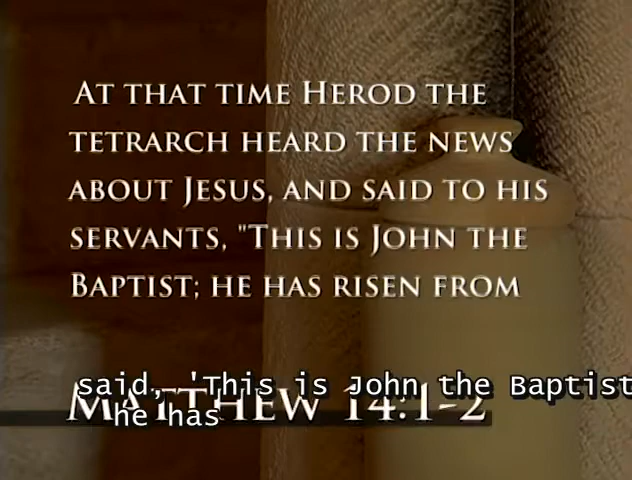 At that time Herod the
tetrarch heard the news
about Jesus, and said to his
servants, "This is John the
Baptist; he has risen from
said, 'This is John the Baptist
he has
Matthew 14:1-2